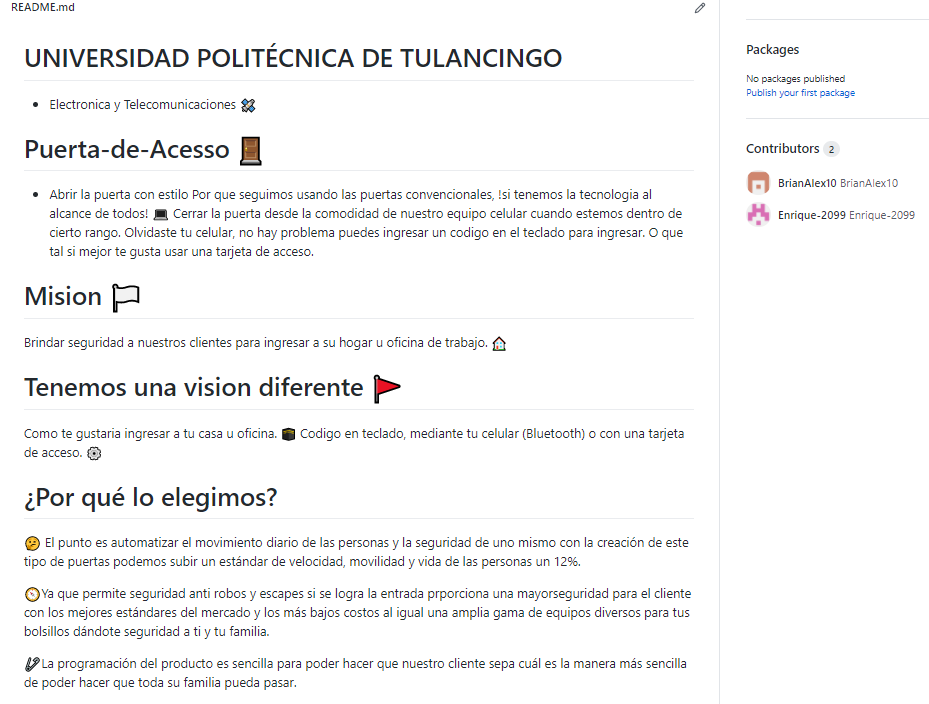 README.md
UNIVERSIDAD POLITÉCNICA DE TULANCINGO
Electronica y Telecomunicaciones
Puerta-de-Acesso
Abrir la puerta con estilo Por que seguimos usando las puertas convencionales, !si tenemos la tecnologia al
alcance de todos! Cerrar la puerta desde la comodidad de nuestro equipo celular cuando estemos dentro de
cierto rango. Olvidaste tu celular, no hay problema puedes ingresar un codigo en el teclado para ingresar. O que
tal si mejor te gusta usar una tarjeta de acceso.
Mision
Brindar seguridad a nuestros clientes para ingresar a su hogar u oficina de trabajo.
Tenemos una vision diferente
Como te gustaria ingresar a tu casa u oficina. Codigo en teclado, mediante tu celular (Bluetooth) o con una tarjeta
de acceso.
¿Por qué lo elegimos?
El punto es automatizar el movimiento diario de las personas y la seguridad de uno mismo con la creación de este
tipo de puertas podemos subir un estándar de velocidad, movilidad y vida de las personas un 12%.
Ya que permite seguridad anti robos y escapes si se logra la entrada prporciona una mayorseguridad para el cliente
con los mejores estándares del mercado y los más bajos costos al igual una amplia gama de equipos diversos para tus
bolsillos dándote seguridad a ti y tu familia.
La programación del producto es sencilla para poder hacer que nuestro cliente sepa cuál es la manera más sencilla
de poder hacer que toda su familia pueda pasar.
Packages
No packages published
Publish your first package
Contributors 2
BrianAlex10 BrianAlex10
Enrique-2099 Enrique-2099